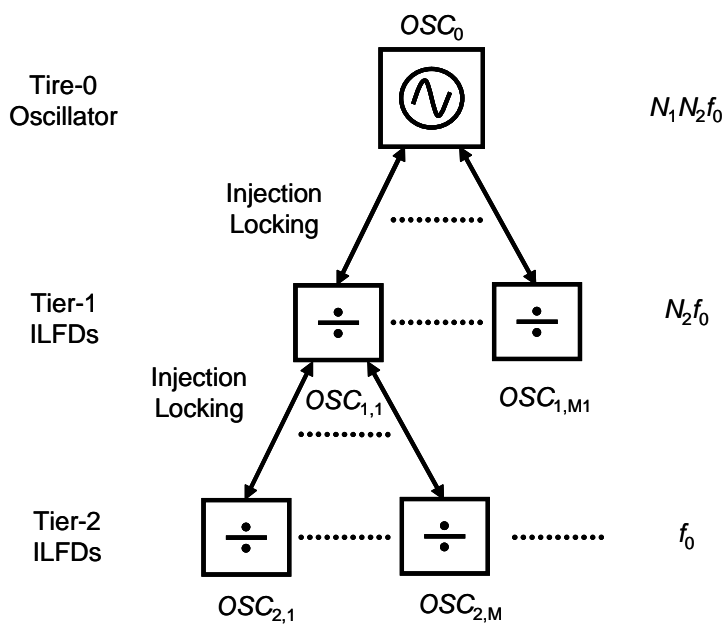 OSC0
Tire-0
Oscillator
N1N2f0
Injection
Locking
Tier-1
ILFDs
N2f0
OSC1,1
OSC1,M1
Injection
Locking
Tier-2
ILFDs
f0
OSC2,1
OSC2,M